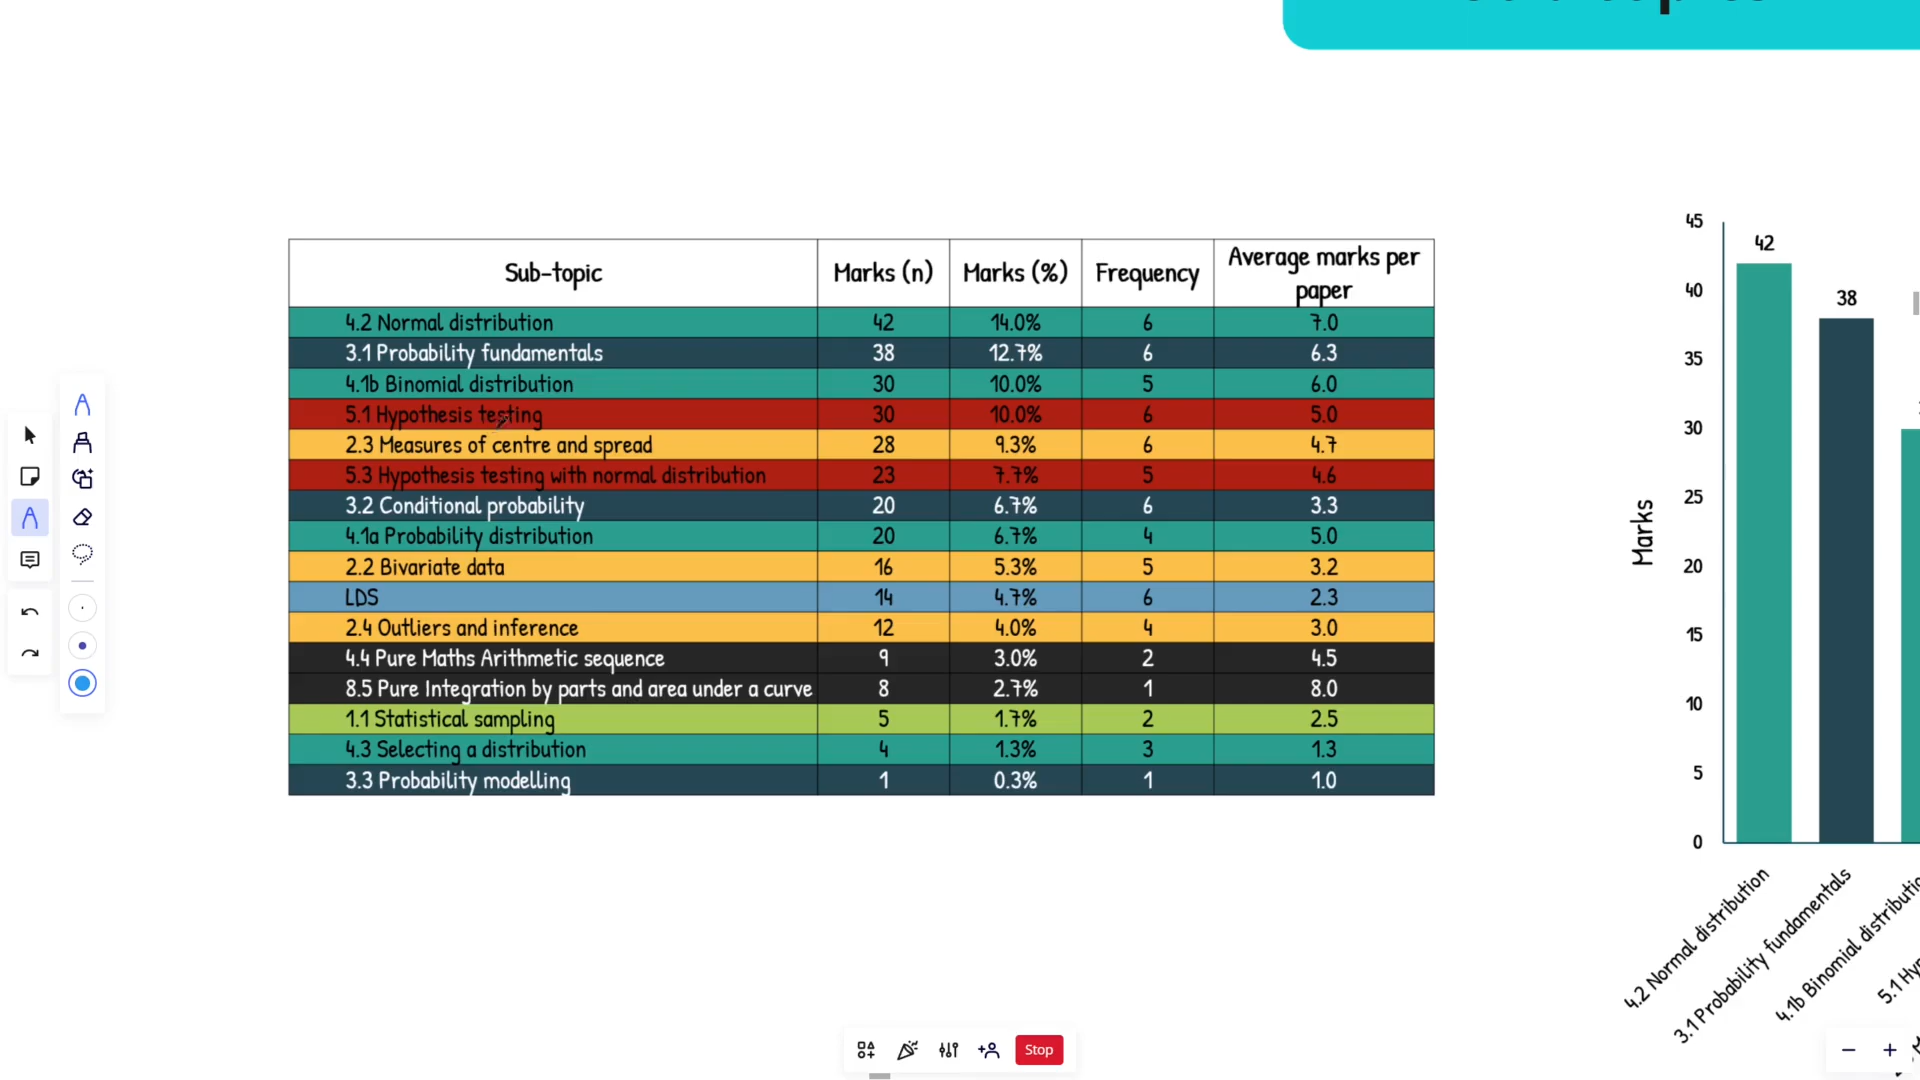 Sub-topic Marks (n) Marks (%) Frequency Average marks per paper
4.2 Normal distribution 42 14.0% 6 7.0
3.1 Probability fundamentals 38 12.7% 6 6.3
4.1b Binomial distribution 30 10.0% 5 6.0
5.1 Hypothesis testing 30 10.0% 6 5.0
2.3 Measures of centre and spread 28 9.3% 6 4.7
5.3 Hypothesis testing with normal distribution 23 7.7% 5 4.6
3.2 Conditional probability 20 6.7% 6 3.3
4.1a Probability distribution 20 6.7% 4 5.0
2.2 Bivariate data 16 5.3% 5 3.2
LDS 14 4.7% 6 2.3
2.4 Outliers and inference 12 4.0% 4 3.0
4.4 Pure Maths Arithmetic sequence 9 3.0% 2 4.5
8.5 Pure Integration by parts and area under a curve 8 2.7% 1 8.0
1.1 Statistical sampling 5 1.7% 2 2.5
4.3 Selecting a distribution 4 1.3% 3 1.3
3.3 Probability modelling 1 0.3% 1 1.0
Marks
45
40
35
30
25
20
15
10
5
0
42
38
4.2 Normal distribution
3.1 Probability fundamentals
4.1b Binomial distributio
5.1 Hyp
Stop